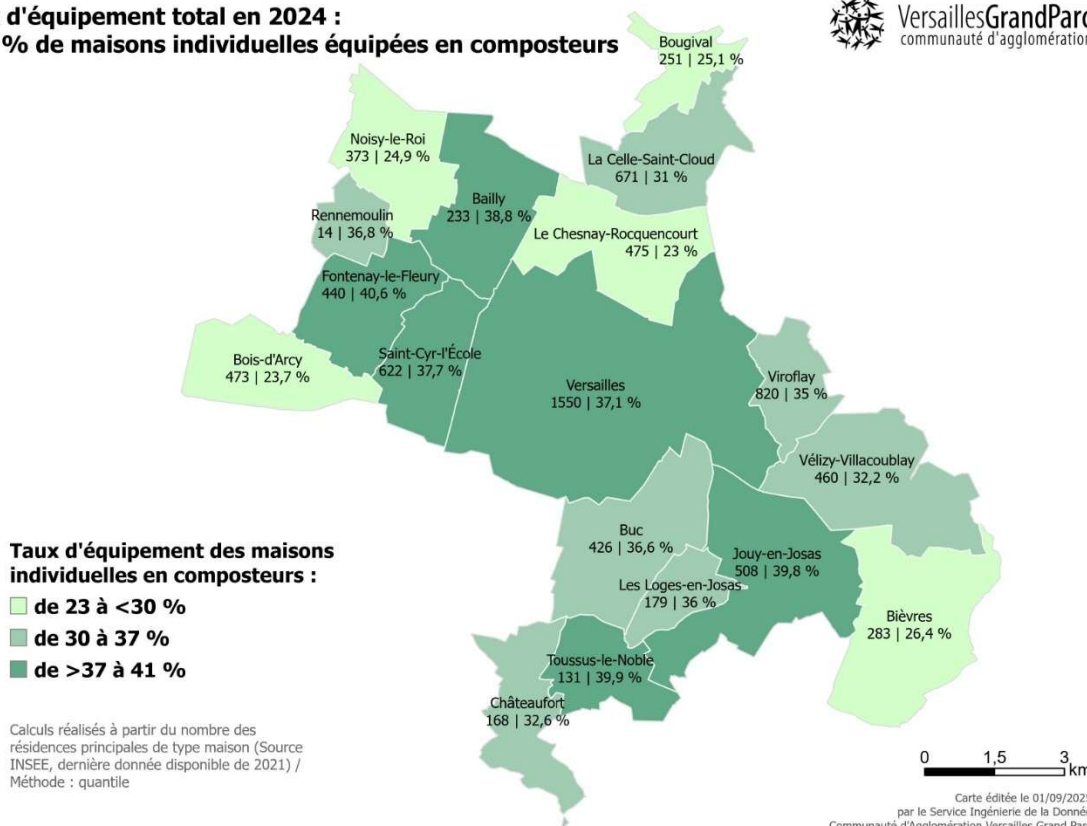 d'équipement total en 2024 :
% de maisons individuelles équipées en composteurs
VersaillesGrandParc
communauté d'agglomération
Bougival
251 | 25,1 %
Noisy-le-Roi
373 | 24,9 %
La Celle-Saint-Cloud
671 | 31 %
Bailly
233 | 38,8 %
Rennemoulin
14 | 36,8 %
Le Chesnay-Rocquencourt
475 | 23 %
Fontenay-le-Fleury
440 | 40,6 %
Saint-Cyr-l'École
622 | 37,7 %
Bois-d'Arcy
473 | 23,7 %
Versailles
1550 | 37,1 %
Viroflay
820 | 35 %
Vélizy-Villacoublay
460 | 32,2 %
Buc
426 | 36,6 %
Jouy-en-Josas
508 | 39,8 %
Les Loges-en-Josas
179 | 36 %
Bièvres
283 | 26,4 %
Toussus-le-Noble
131 | 39,9 %
Châteaufort
168 | 32,6 %
Taux d'équipement des maisons
individuelles en composteurs :
de 23 à <30 %
de 30 à 37 %
de >37 à 41 %
Calculs réalisés à partir du nombre des
résidences principales de type maison (Source
INSEE, dernière donnée disponible de 2021) /
Méthode : quantile
0 1,5 3 km
Carte éditée le 01/09/2025
par le Service Ingénierie de la Donnée
Communauté d'Agglomération Versailles Grand Parc